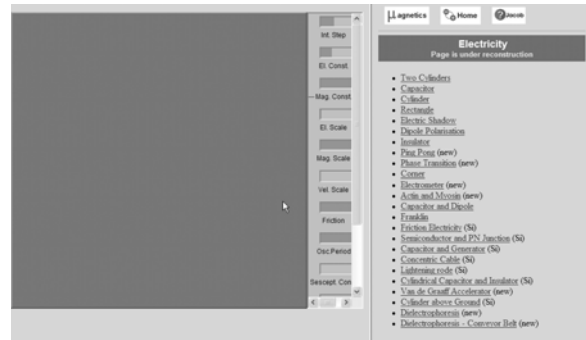 Int. Step
El. Const.
Mag. Const.
El. Scale
Mag. Scale
Vel. Scale
Friction
Osc.Period
Sescept. Con
μagnetics
Home
Electricity
Page is under reconstruction
Two Cylinders
Capacitor
Cylinder
Rectangle
Electric Shadow
Dipole Polarisation
Insulator
Ping Pong (new)
Phase Transition (new)
Corner
Electrometer (new)
Actin and Myosin (new)
Capacitor and Dipole
Franklin
Friction Electricity (Si)
Semiconductor and PN Junction (Si)
Capacitor and Generator (Si)
Concentric Cable (Si)
Lightening rode (Si)
Cylindrical Capacitor and Insulator (Si)
Van de Graaff Accelerator (new)
Cylinder above Ground (Si)
Dielectrophoresis (new)
Dielectrophoresis - Conveyor Belt (new)